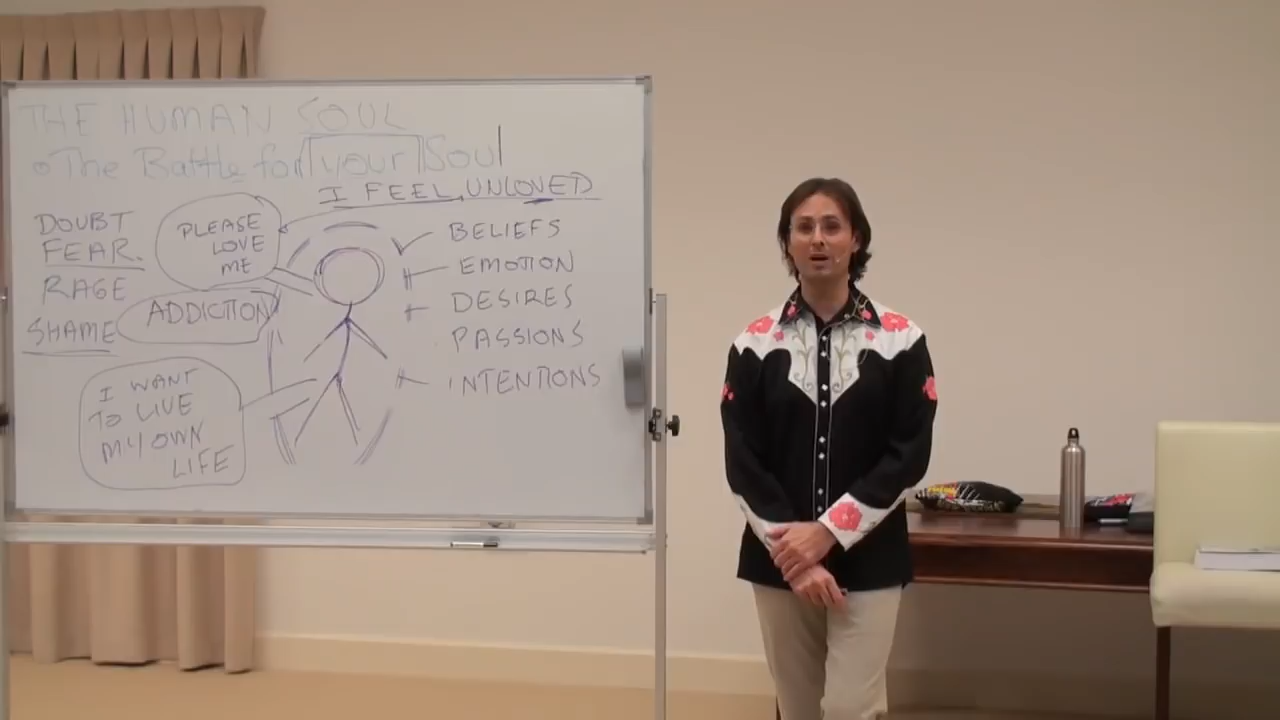 THE HUMAN SOUL
The Battle for your Soul
I FEEL UNLOVED
DOUBT
FEAR.
RAGE
SHAME
PLEASE
LOVE
ME
ADDICTION
I WANT
TO LIVE
MY OWN
LIFE
BELIEFS
EMOTION
DESIRES
PASSIONS
INTENTIONS